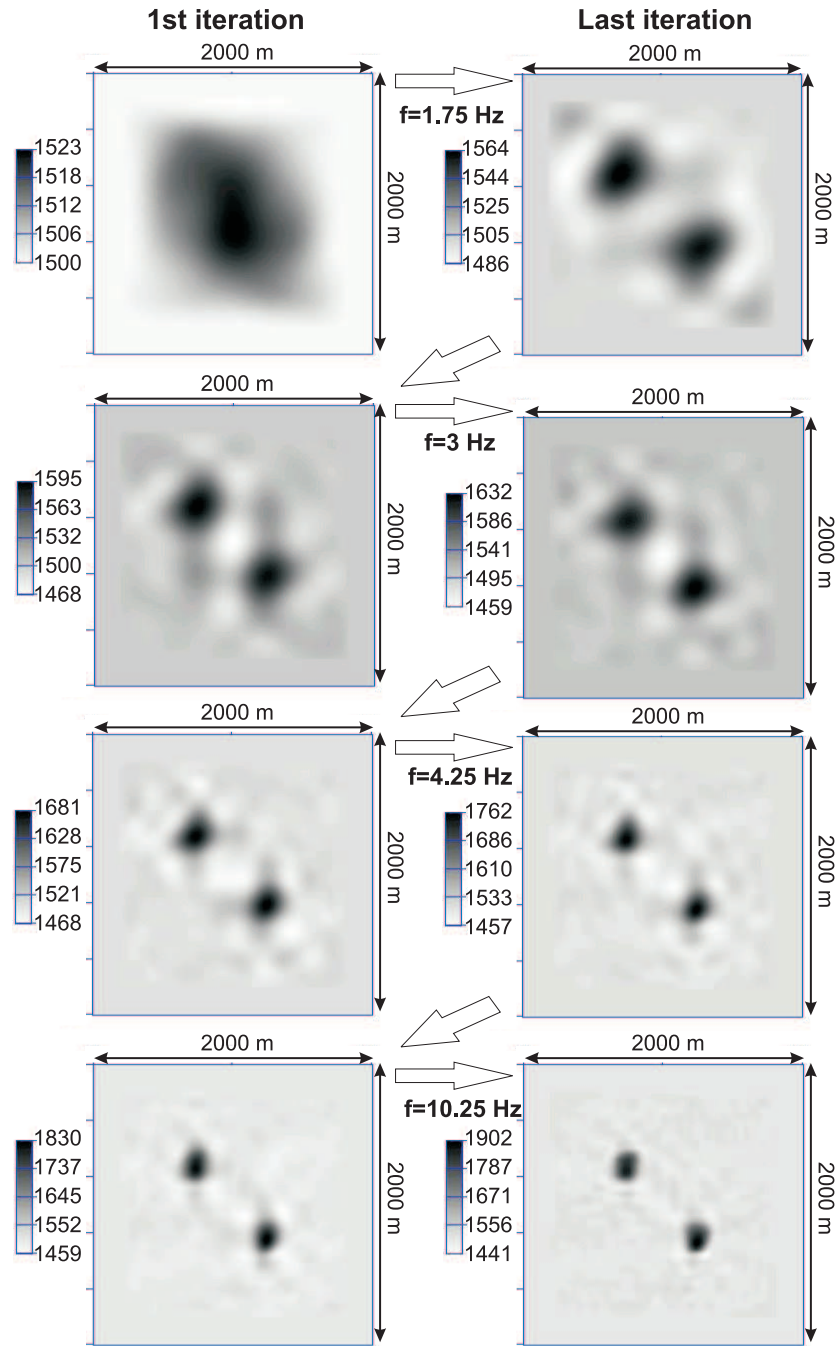 1st iteration
Last iteration
2000 m
2000 m
f=1.75 Hz
1523
1518
1512
1506
1500
2000 m
1564
1544
1525
1505
1486
2000 m
2000 m
2000 m
f=3 Hz
1595
1563
1532
1500
1468
2000 m
1632
1586
1541
1495
1459
2000 m
2000 m
2000 m
f=4.25 Hz
1681
1628
1575
1521
1468
2000 m
1762
1686
1610
1533
1457
2000 m
2000 m
2000 m
f=10.25 Hz
1830
1737
1645
1552
1459
2000 m
1902
1787
1671
1556
1441
2000 m